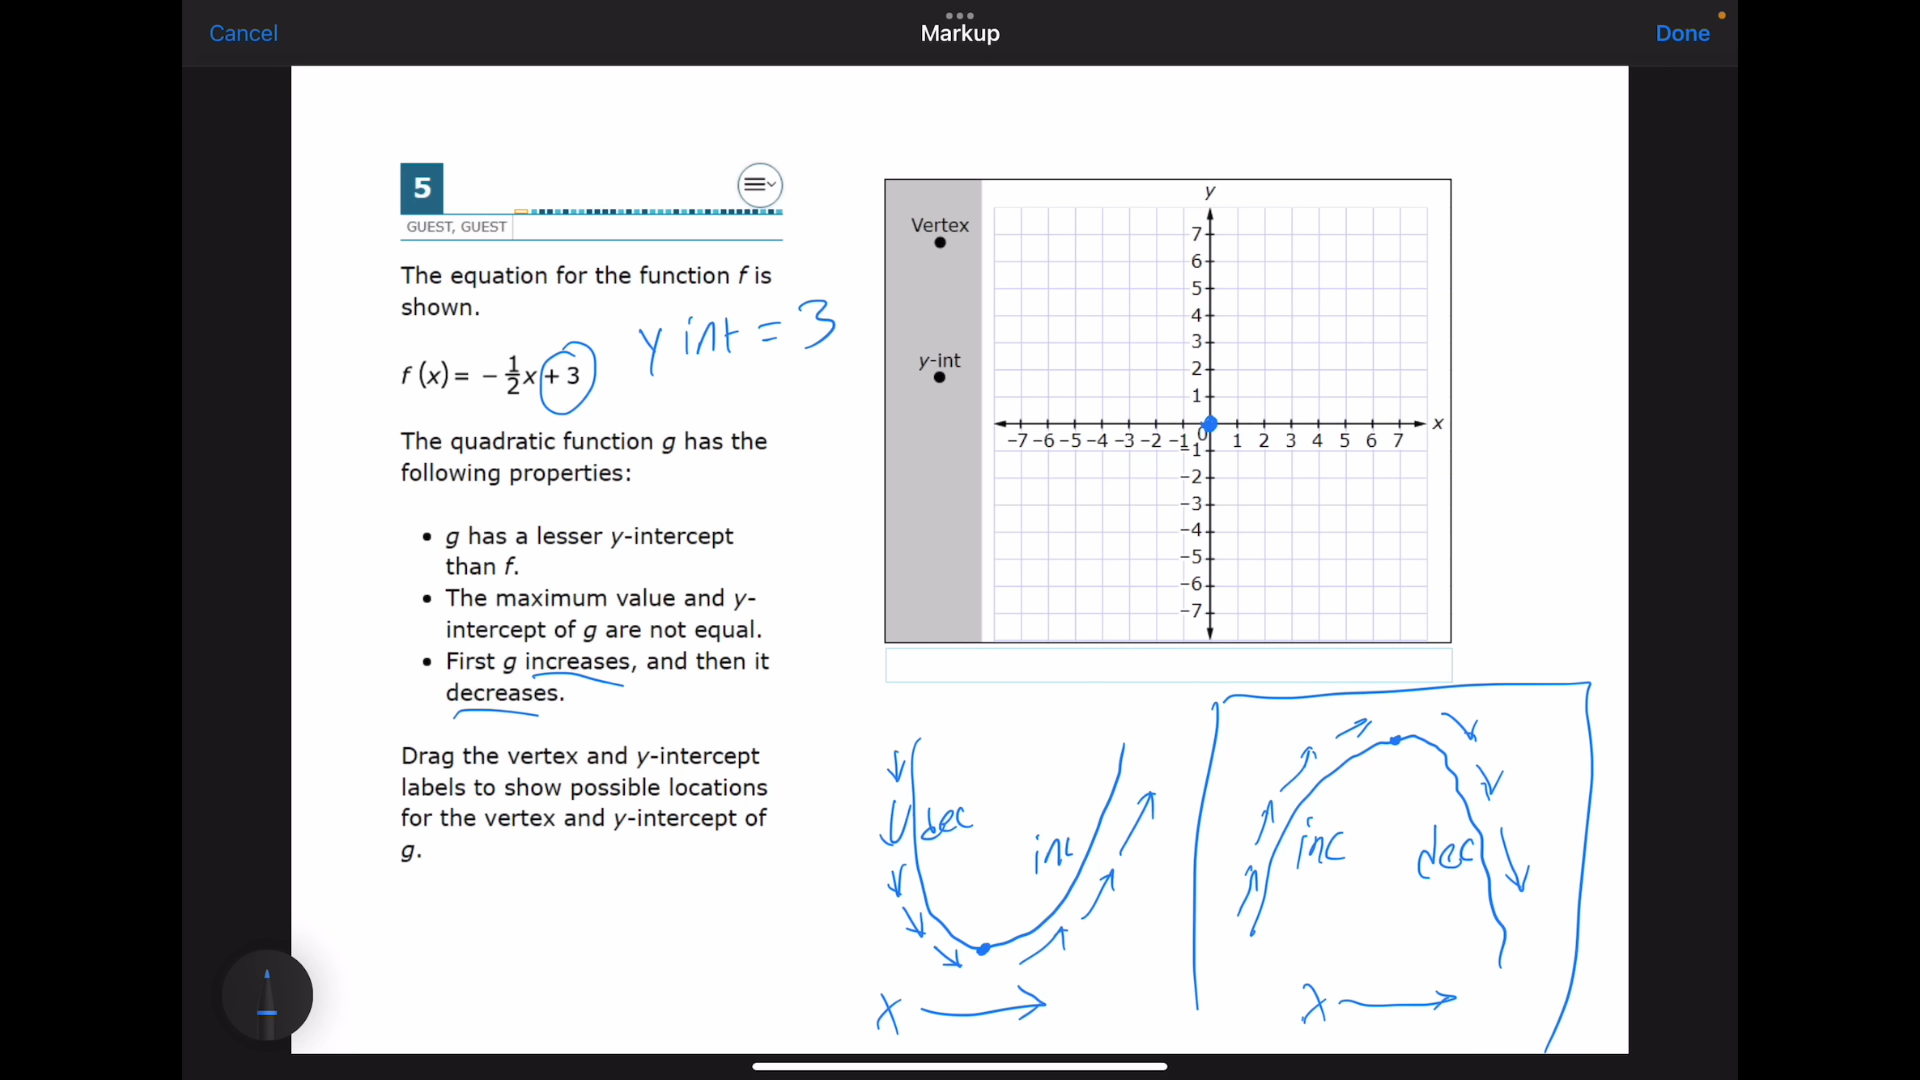 Cancel
Markup
Done
5
GUEST, GUEST
The equation for the function f is
shown.
y int = 3
f (x) = − 1/2 x + 3
The quadratic function g has the
following properties:
• g has a lesser y-intercept
than f.
• The maximum value and y-
intercept of g are not equal.
• First g increases, and then it
decreases.
Drag the vertex and y-intercept
labels to show possible locations
for the vertex and y-intercept of
g.
Vertex
y-int
y
7
6
5
4
3
2
1
x
0
−7 −6 −5 −4 −3 −2 −1 1 2 3 4 5 6 7
−1
−2
−3
−4
−5
−6
−7
dec
inc
x
inc
dec
x